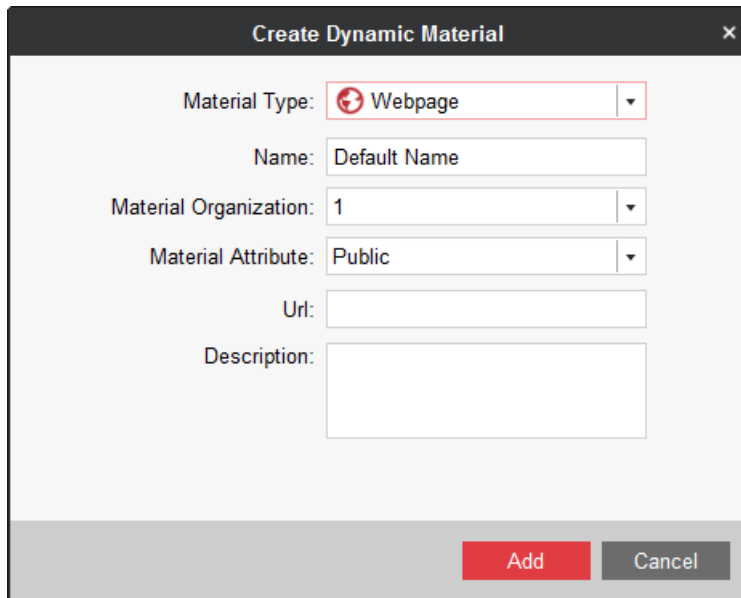 Create Dynamic Material ×
Material Type: Webpage
Name: Default Name
Material Organization: 1
Material Attribute: Public
Url:
Description:
Add Cancel